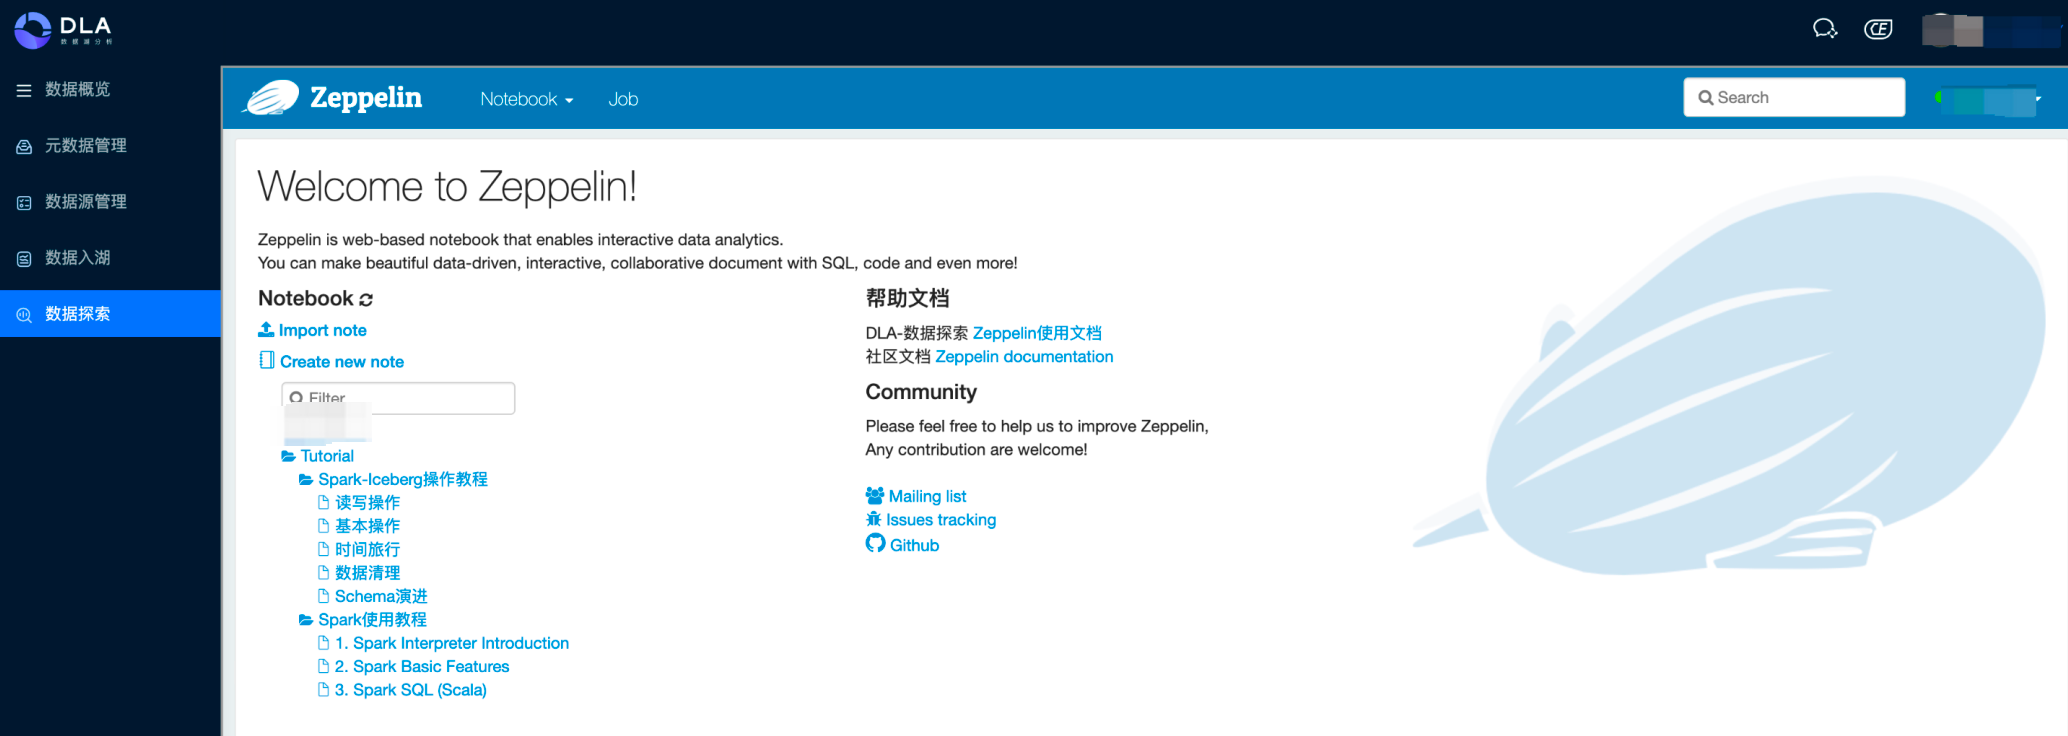 DLA
数据湖分析
CE
数据概览
元数据管理
数据源管理
数据入湖
数据探索
Zeppelin
Notebook
Job
Search
Welcome to Zeppelin!
Zeppelin is web-based notebook that enables interactive data analytics.
You can make beautiful data-driven, interactive, collaborative document with SQL, code and even more!
Notebook
Import note
Create new note
Filter
Tutorial
Spark-Iceberg操作教程
读写操作
基本操作
时间旅行
数据清理
Schema演进
Spark使用教程
1. Spark Interpreter Introduction
2. Spark Basic Features
3. Spark SQL (Scala)
帮助文档
DLA-数据探索 Zeppelin使用文档
社区文档 Zeppelin documentation
Community
Please feel free to help us to improve Zeppelin,
Any contribution are welcome!
Mailing list
Issues tracking
Github